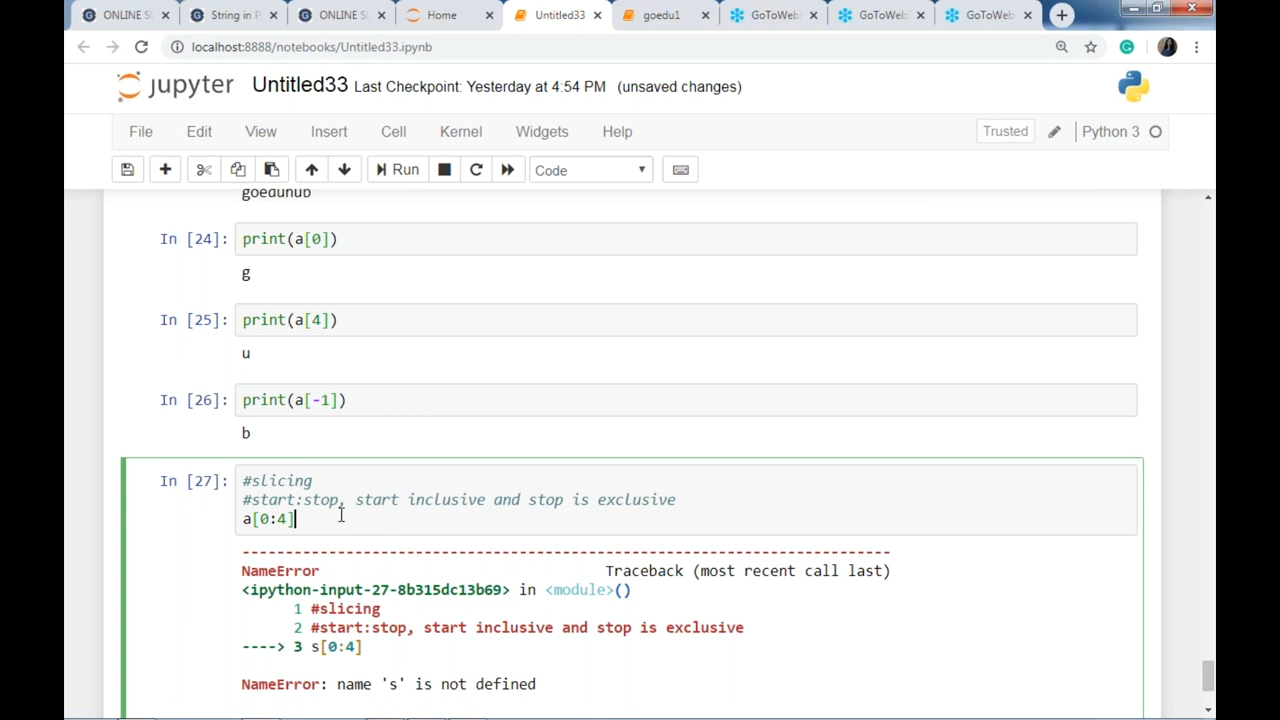 ONLINE SU
String in P
ONLINE SU
Home
Untitled33
goedu1
GoToWeb
GoToWeb
GoToWeb
localhost:8888/notebooks/Untitled33.ipynb
jupyter Untitled33 Last Checkpoint: Yesterday at 4:54 PM (unsaved changes)
File Edit View Insert Cell Kernel Widgets Help Trusted Python 3
Run Code
goeduhub
In [24]: print(a[0])
g
In [25]: print(a[4])
u
In [26]: print(a[-1])
b
In [27]: #slicing
#start:stop, start inclusive and stop is exclusive
a[0:4]
---------------------------------------------------------------------------
NameError Traceback (most recent call last)
<ipython-input-27-8b315dc13b69> in <module>()
1 #slicing
2 #start:stop, start inclusive and stop is exclusive
----> 3 s[0:4]
NameError: name 's' is not defined